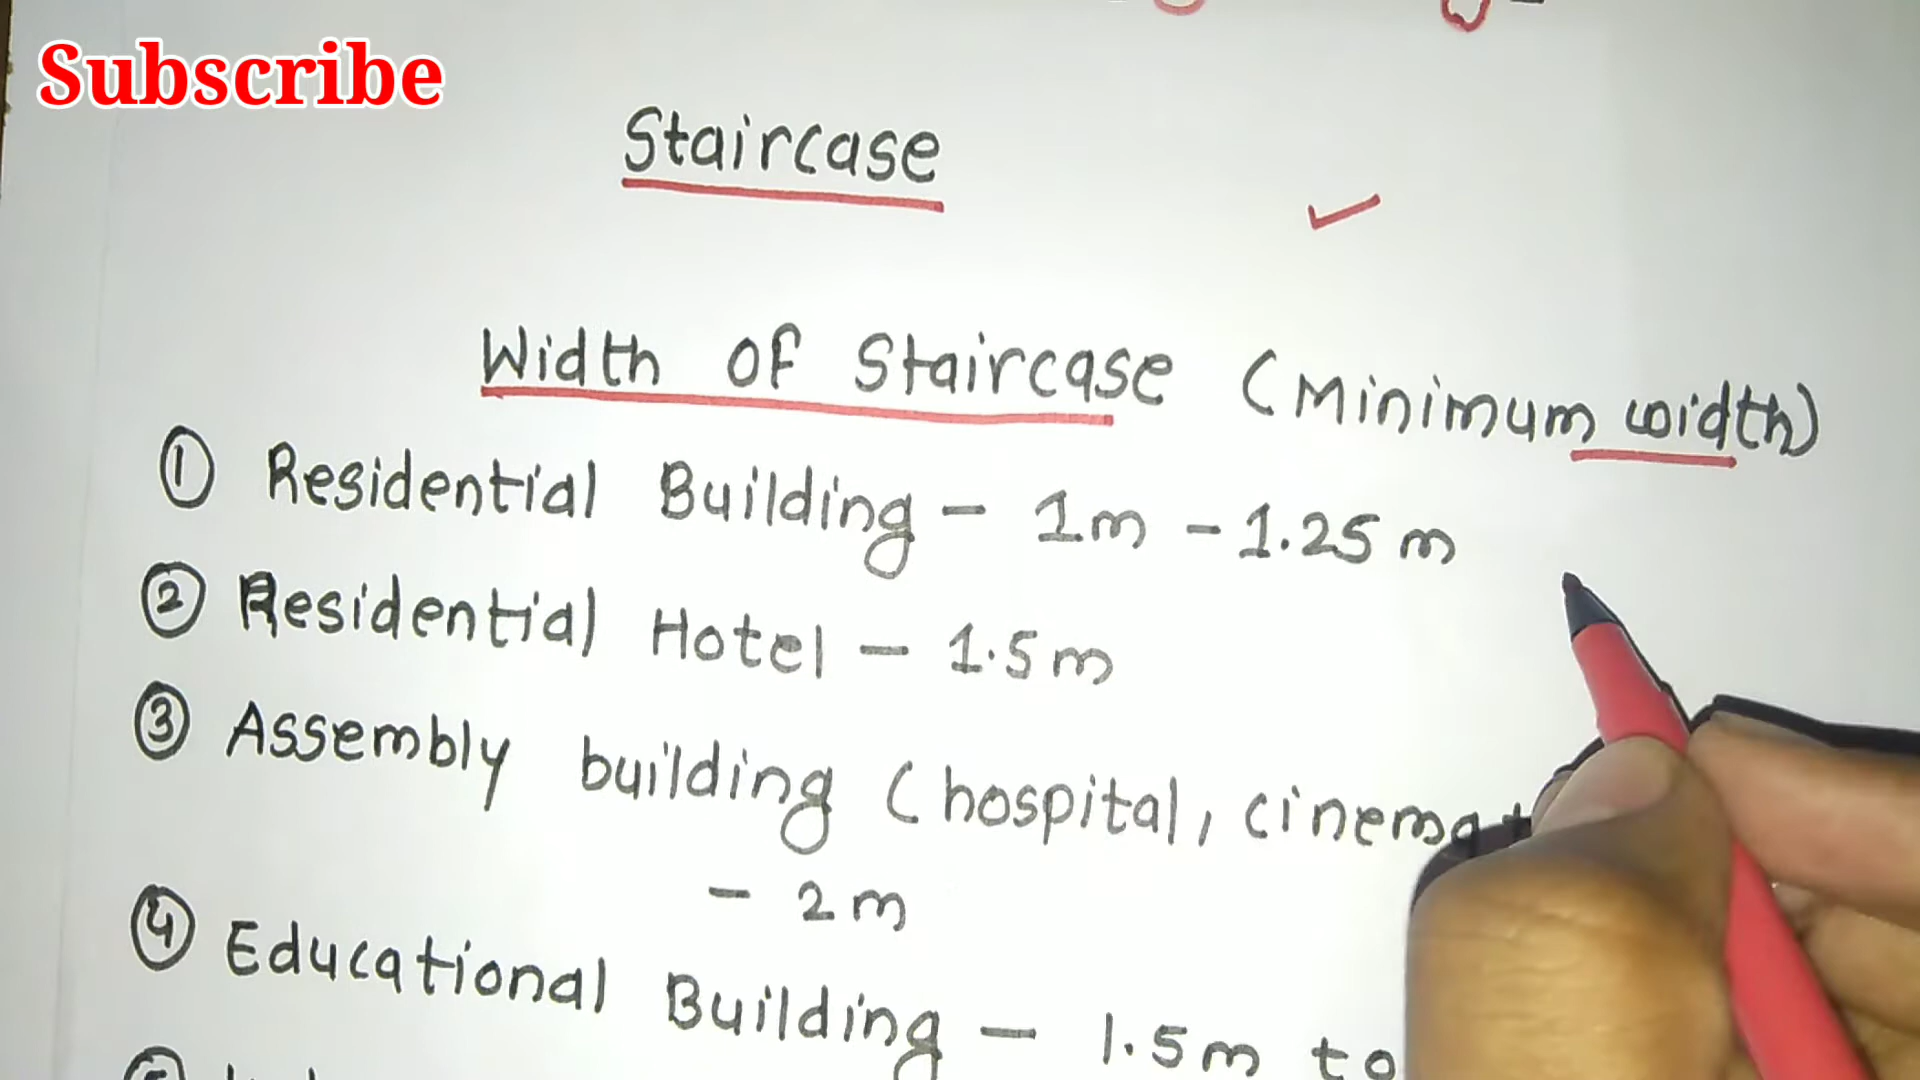 Subscribe
Staircase
Width of Staircase (Minimum width)
① Residential Building - 1m - 1.25 m
② Residential Hotel - 1.5m
③ Assembly building (hospital, cinema
- 2m
④ Educational Building - 1.5m to